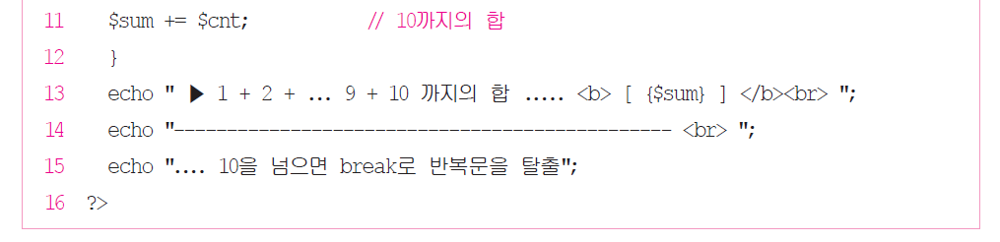 11    $sum += $cnt;            // 10까지의 합
12    }
13    echo " ▶ 1 + 2 + ... 9 + 10 까지의 합 ..... <b> [ {$sum} ] </b><br> ";
14    echo "----------------------------------------------- <br> ";
15    echo ".... 10을 넘으면 break로 반복문을 탈출";
16  ?>